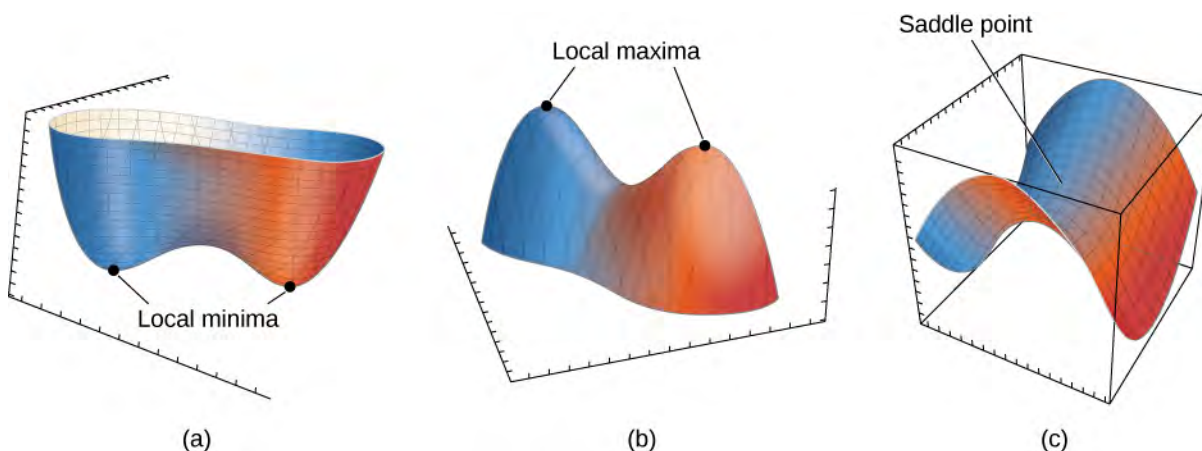 Saddle point
Local maxima
Local minima
(a)
(b)
(c)